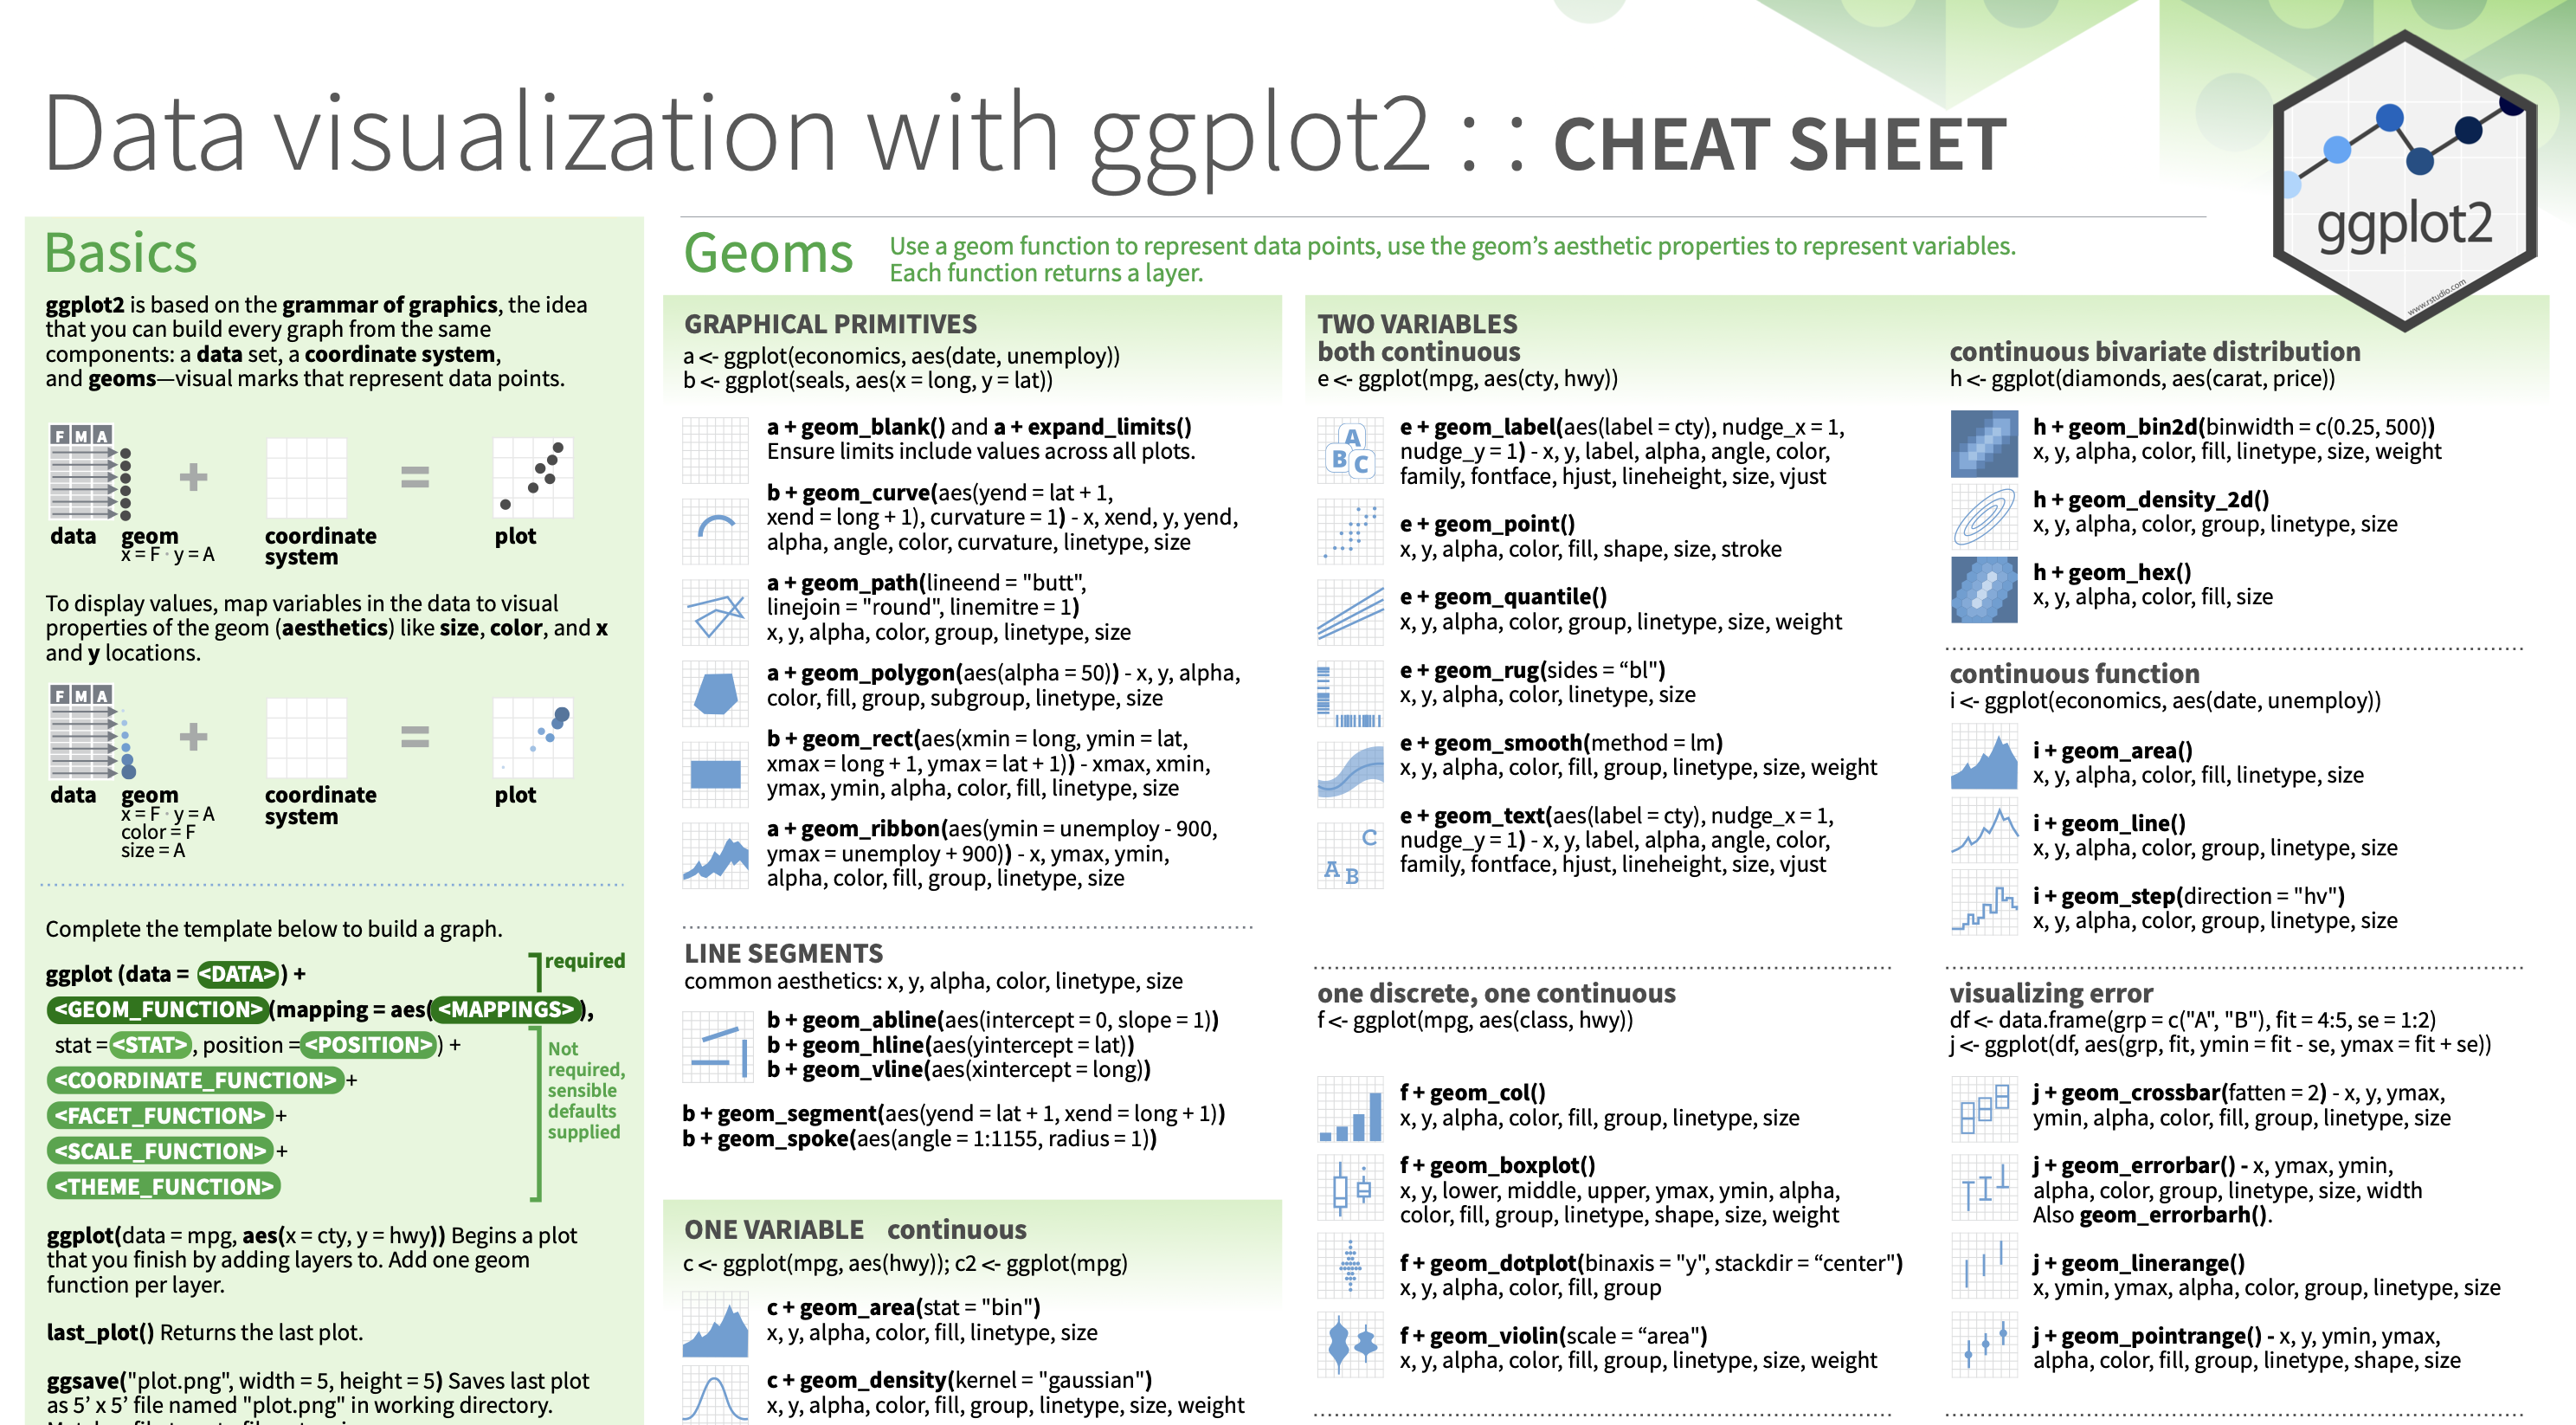 Data visualization with ggplot2 : : CHEAT SHEET
ggplot2
www.rstudio.com
Basics
ggplot2 is based on the grammar of graphics, the idea
that you can build every graph from the same
components: a data set, a coordinate system,
and geoms—visual marks that represent data points.
F M A
+ =
data geom coordinate plot
x = F · y = A system
To display values, map variables in the data to visual
properties of the geom (aesthetics) like size, color, and x
and y locations.
F M A
+ =
data geom coordinate plot
x = F · y = A system
color = F
size = A
Complete the template below to build a graph.
required
ggplot (data = <DATA>) +
<GEOM_FUNCTION>(mapping = aes(<MAPPINGS>),
stat = <STAT>, position = <POSITION>) +
<COORDINATE_FUNCTION> +
<FACET_FUNCTION> +
<SCALE_FUNCTION> +
<THEME_FUNCTION>
Not
required,
sensible
defaults
supplied
ggplot(data = mpg, aes(x = cty, y = hwy)) Begins a plot
that you finish by adding layers to. Add one geom
function per layer.
last_plot() Returns the last plot.
ggsave("plot.png", width = 5, height = 5) Saves last plot
as 5’ x 5’ file named "plot.png" in working directory.
Geoms
Use a geom function to represent data points, use the geom’s aesthetic properties to represent variables.
Each function returns a layer.
GRAPHICAL PRIMITIVES
a <- ggplot(economics, aes(date, unemploy))
b <- ggplot(seals, aes(x = long, y = lat))
a + geom_blank() and a + expand_limits()
Ensure limits include values across all plots.
b + geom_curve(aes(yend = lat + 1,
xend = long + 1), curvature = 1) - x, xend, y, yend,
alpha, angle, color, curvature, linetype, size
a + geom_path(lineend = "butt",
linejoin = "round", linemitre = 1)
x, y, alpha, color, group, linetype, size
a + geom_polygon(aes(alpha = 50)) - x, y, alpha,
color, fill, group, subgroup, linetype, size
b + geom_rect(aes(xmin = long, ymin = lat,
xmax = long + 1, ymax = lat + 1)) - xmax, xmin,
ymax, ymin, alpha, color, fill, linetype, size
a + geom_ribbon(aes(ymin = unemploy - 900,
ymax = unemploy + 900)) - x, ymax, ymin,
alpha, color, fill, group, linetype, size
LINE SEGMENTS
common aesthetics: x, y, alpha, color, linetype, size
b + geom_abline(aes(intercept = 0, slope = 1))
b + geom_hline(aes(yintercept = lat))
b + geom_vline(aes(xintercept = long))
b + geom_segment(aes(yend = lat + 1, xend = long + 1))
b + geom_spoke(aes(angle = 1:1155, radius = 1))
ONE VARIABLE continuous
c <- ggplot(mpg, aes(hwy)); c2 <- ggplot(mpg)
c + geom_area(stat = "bin")
x, y, alpha, color, fill, linetype, size
c + geom_density(kernel = "gaussian")
x, y, alpha, color, fill, group, linetype, size, weight
TWO VARIABLES
both continuous
e <- ggplot(mpg, aes(cty, hwy))
A
B C
e + geom_label(aes(label = cty), nudge_x = 1,
nudge_y = 1) - x, y, label, alpha, angle, color,
family, fontface, hjust, lineheight, size, vjust
e + geom_point()
x, y, alpha, color, fill, shape, size, stroke
e + geom_quantile()
x, y, alpha, color, group, linetype, size, weight
e + geom_rug(sides = “bl")
x, y, alpha, color, linetype, size
e + geom_smooth(method = lm)
x, y, alpha, color, fill, group, linetype, size, weight
C
A B
e + geom_text(aes(label = cty), nudge_x = 1,
nudge_y = 1) - x, y, label, alpha, angle, color,
family, fontface, hjust, lineheight, size, vjust
one discrete, one continuous
f <- ggplot(mpg, aes(class, hwy))
f + geom_col()
x, y, alpha, color, fill, group, linetype, size
f + geom_boxplot()
x, y, lower, middle, upper, ymax, ymin, alpha,
color, fill, group, linetype, shape, size, weight
f + geom_dotplot(binaxis = "y", stackdir = “center")
x, y, alpha, color, fill, group
f + geom_violin(scale = “area")
x, y, alpha, color, fill, group, linetype, size, weight
continuous bivariate distribution
h <- ggplot(diamonds, aes(carat, price))
h + geom_bin2d(binwidth = c(0.25, 500))
x, y, alpha, color, fill, linetype, size, weight
h + geom_density_2d()
x, y, alpha, color, group, linetype, size
h + geom_hex()
x, y, alpha, color, fill, size
continuous function
i <- ggplot(economics, aes(date, unemploy))
i + geom_area()
x, y, alpha, color, fill, linetype, size
i + geom_line()
x, y, alpha, color, group, linetype, size
i + geom_step(direction = "hv")
x, y, alpha, color, group, linetype, size
visualizing error
df <- data.frame(grp = c("A", "B"), fit = 4:5, se = 1:2)
j <- ggplot(df, aes(grp, fit, ymin = fit - se, ymax = fit + se))
j + geom_crossbar(fatten = 2) - x, y, ymax,
ymin, alpha, color, fill, group, linetype, size
j + geom_errorbar() - x, ymax, ymin,
alpha, color, group, linetype, size, width
Also geom_errorbarh().
j + geom_linerange()
x, ymin, ymax, alpha, color, group, linetype, size
j + geom_pointrange() - x, y, ymin, ymax,
alpha, color, fill, group, linetype, shape, size